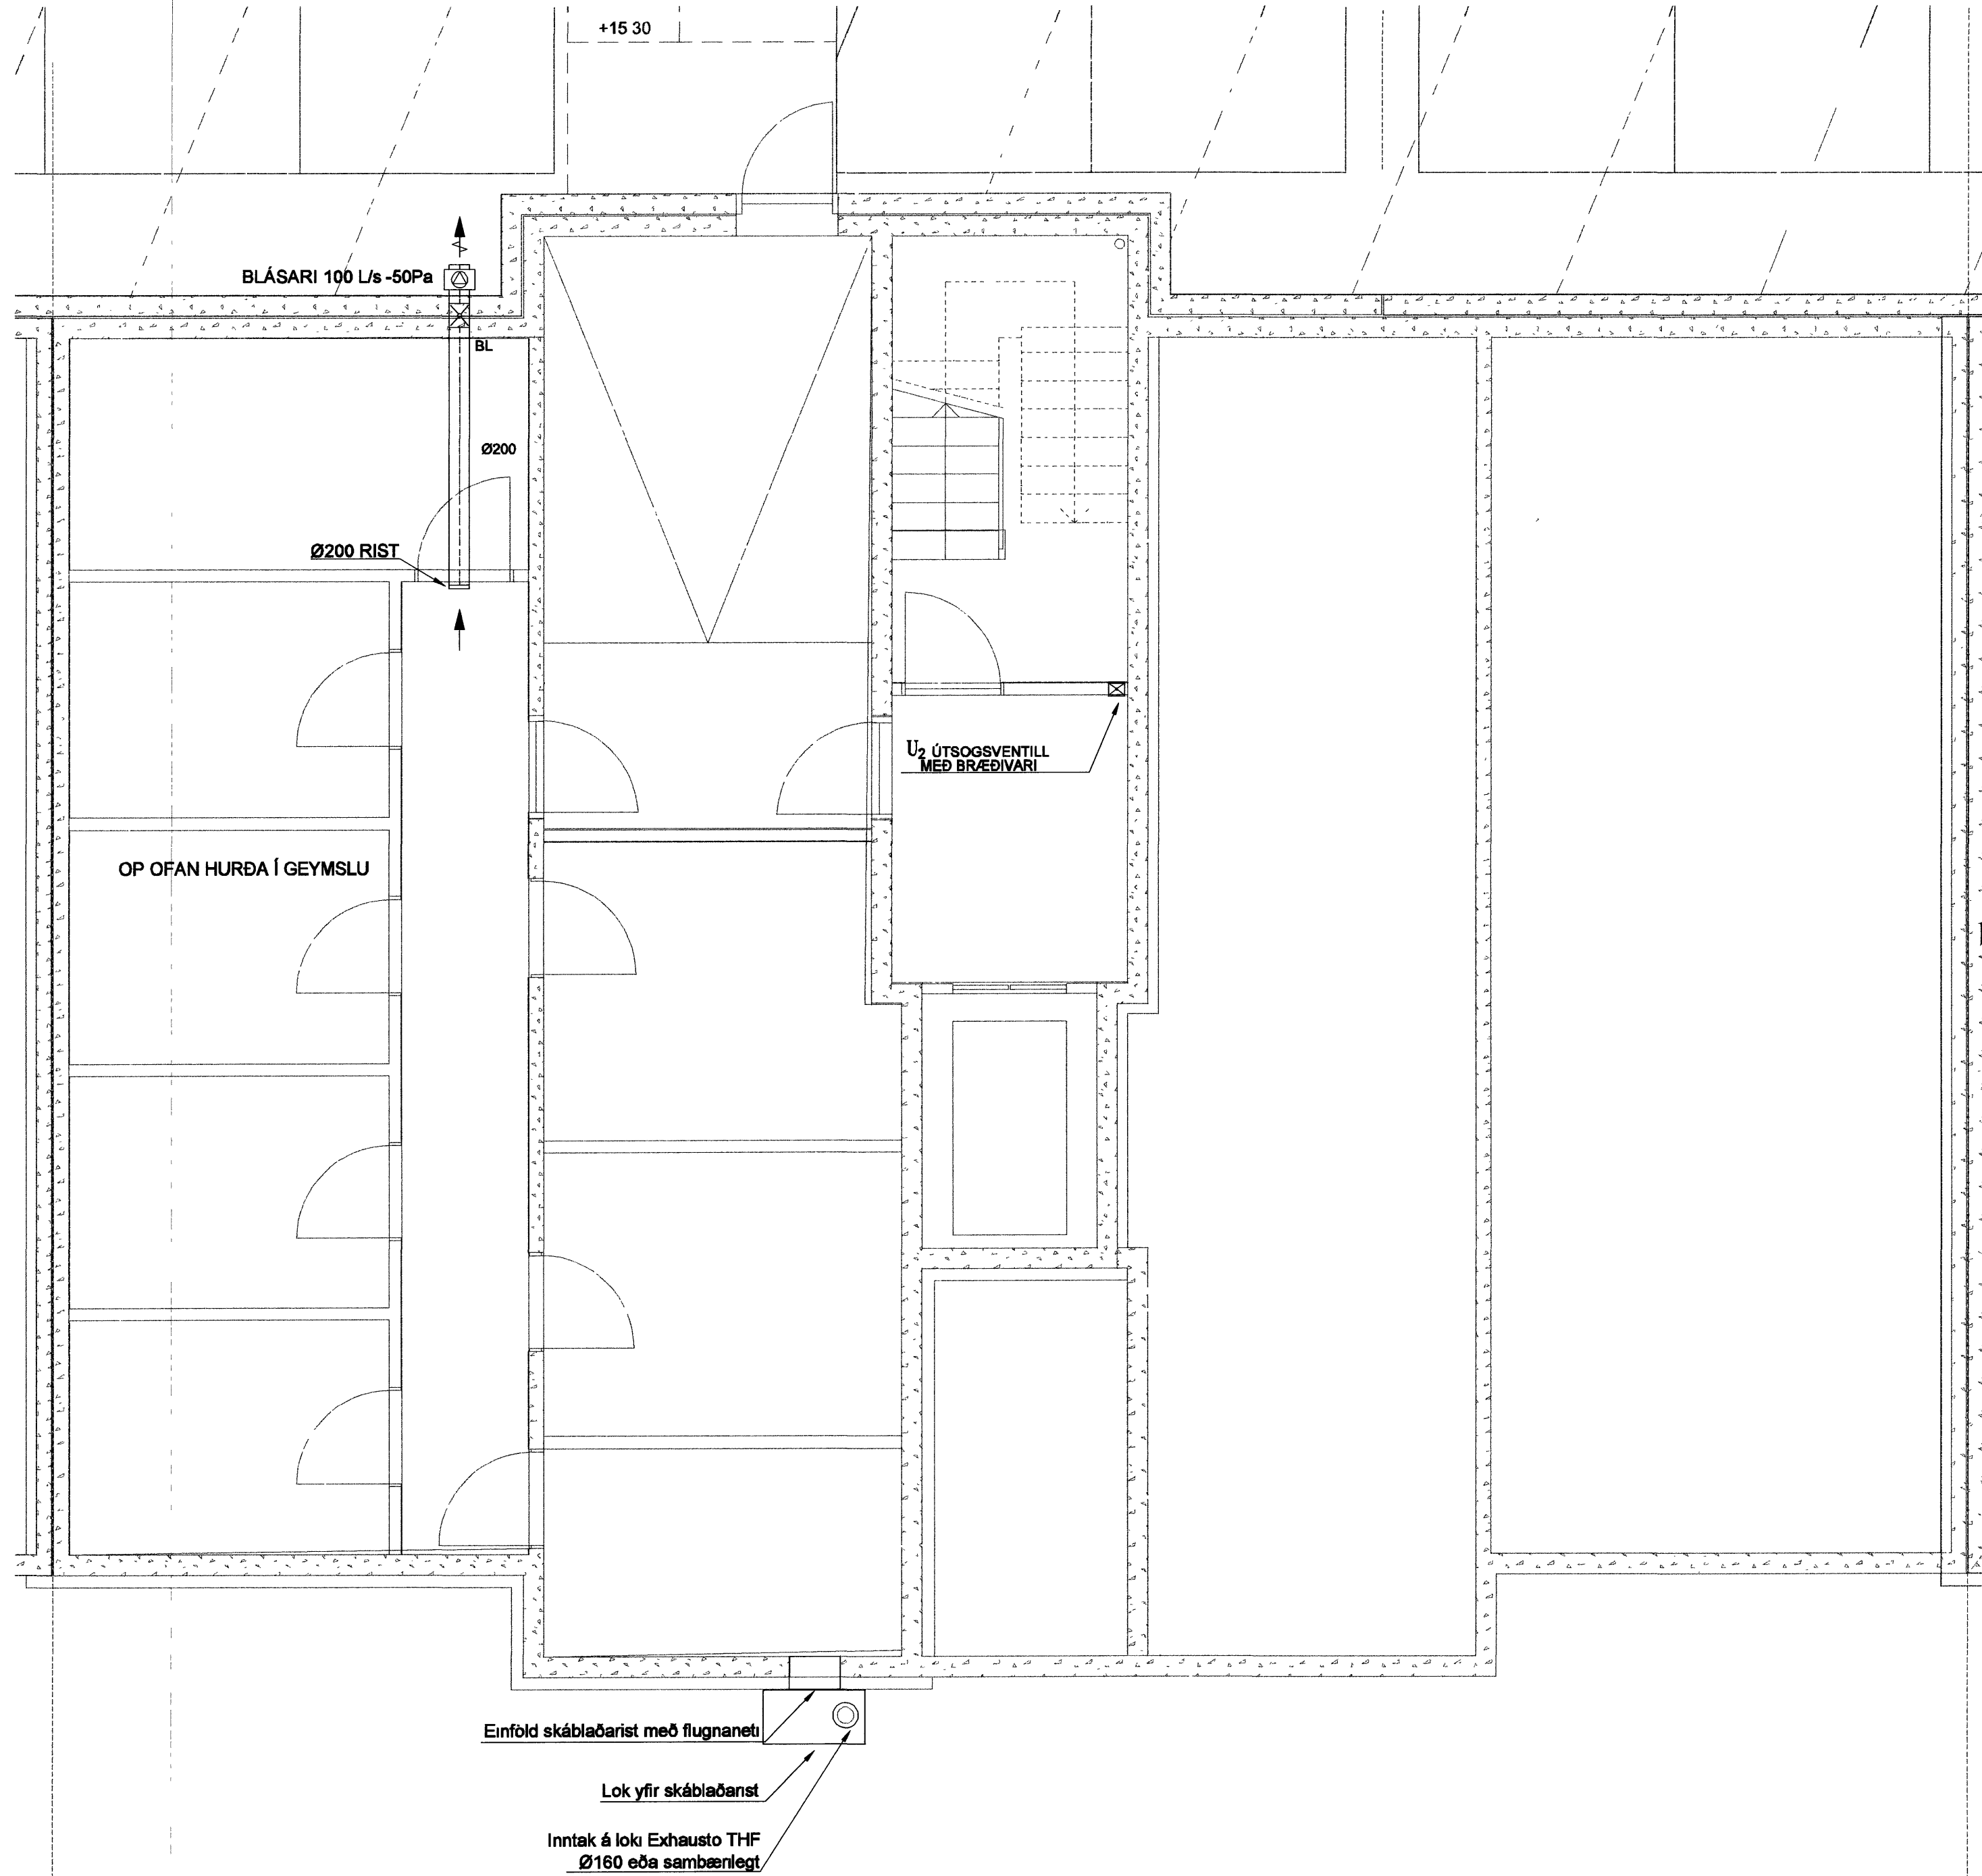 +15 30
BLÁSARI 100 L/s -50Pa
BL
Ø200
Ø200 RIST
U2 ÚTSOGSVENTILL
MEÐ BRÆÐIVARI
OP OFAN HURÐA Í GEYMSLU
Einföld skáblaðarist með flugnaneti
Lok yfir skáblaðarist
Inntak á loki Exhausto THF
Ø160 eða sambærilegt